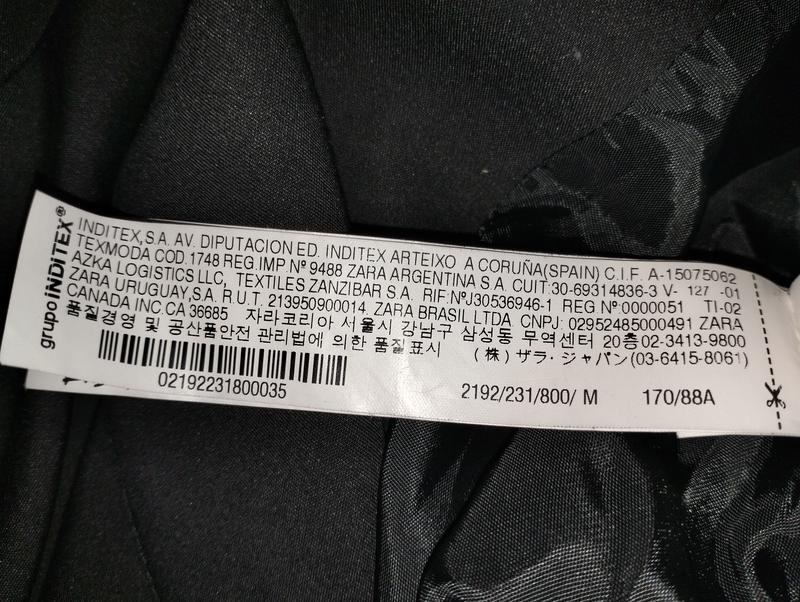 grupo INDITEX®
INDITEX,S.A. AV. DIPUTACION ED. INDITEX ARTEIXO A CORUÑA(SPAIN) C.I.F. A-15075062
TEXMODA COD.1748 REG.IMP.Nº 9488 ZARA ARGENTINA S.A. CUIT:30-69314836-3 V- 127 -01
AZKA LOGISTICS LLC, TEXTILES ZANZIBAR S.A. RIF.NºJ30536946-1 REG Nº:0000051 TI-02
ZARA URUGUAY,S.A. R.U.T. 213950900014. ZARA BRASIL LTDA CNPJ: 02952485000491 ZARA
CANADA INC.CA 36685 자라코리아 서울시 강남구 삼성동 무역센터 20층02-3413-9800
품질경영 및 공산품안전 관리법에 의한 품질표시 (株) ザラ・ジャパン(03-6415-8061)
02192231800035
2192/231/800/ M 170/88A